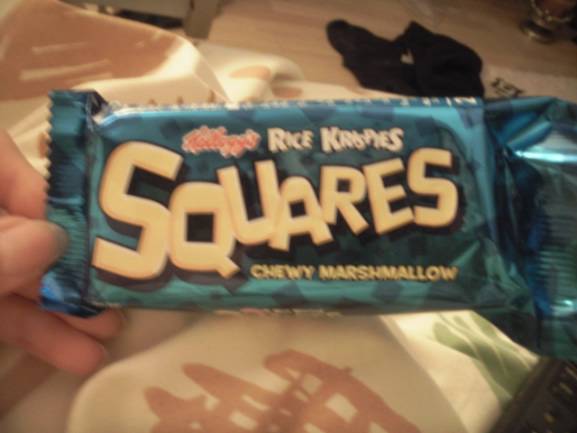 Kellogg's RICE KRISPIES
SQUARES
CHEWY MARSHMALLOW